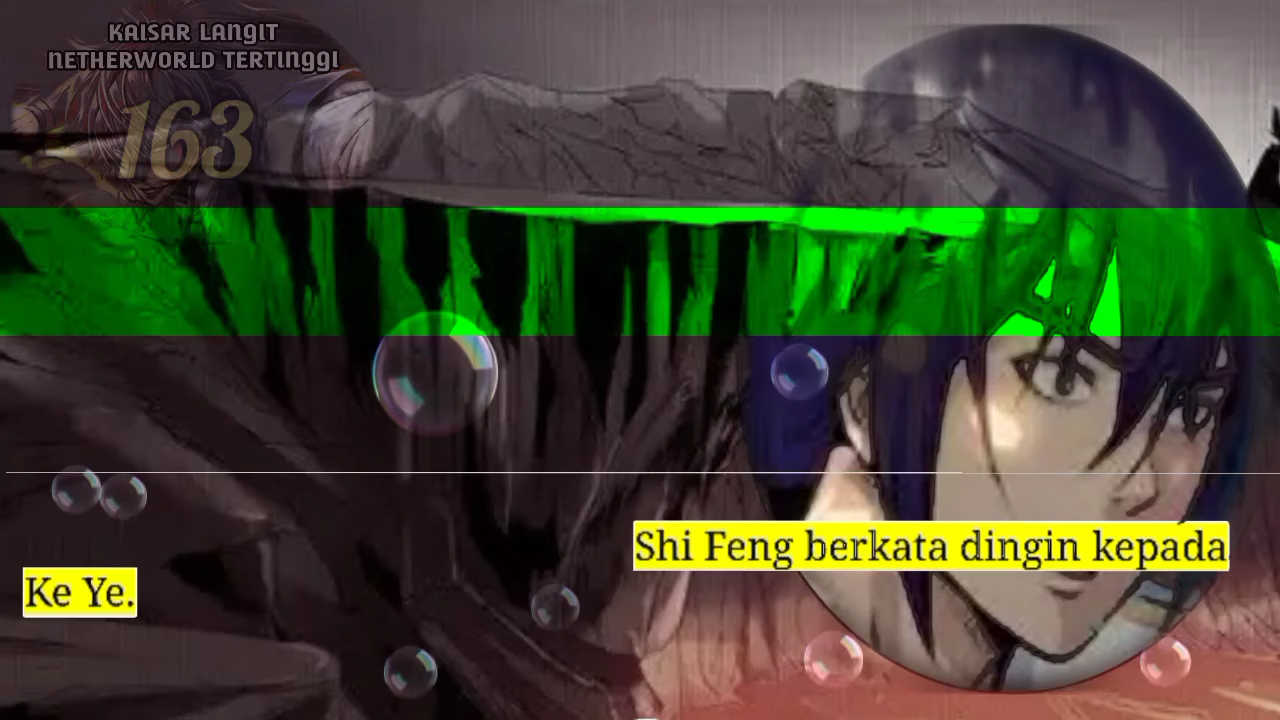 KAISAR LANGIT
NETHERWORLD TERTINGGI
163
Shi Feng berkata dingin kepada
Ke Ye.